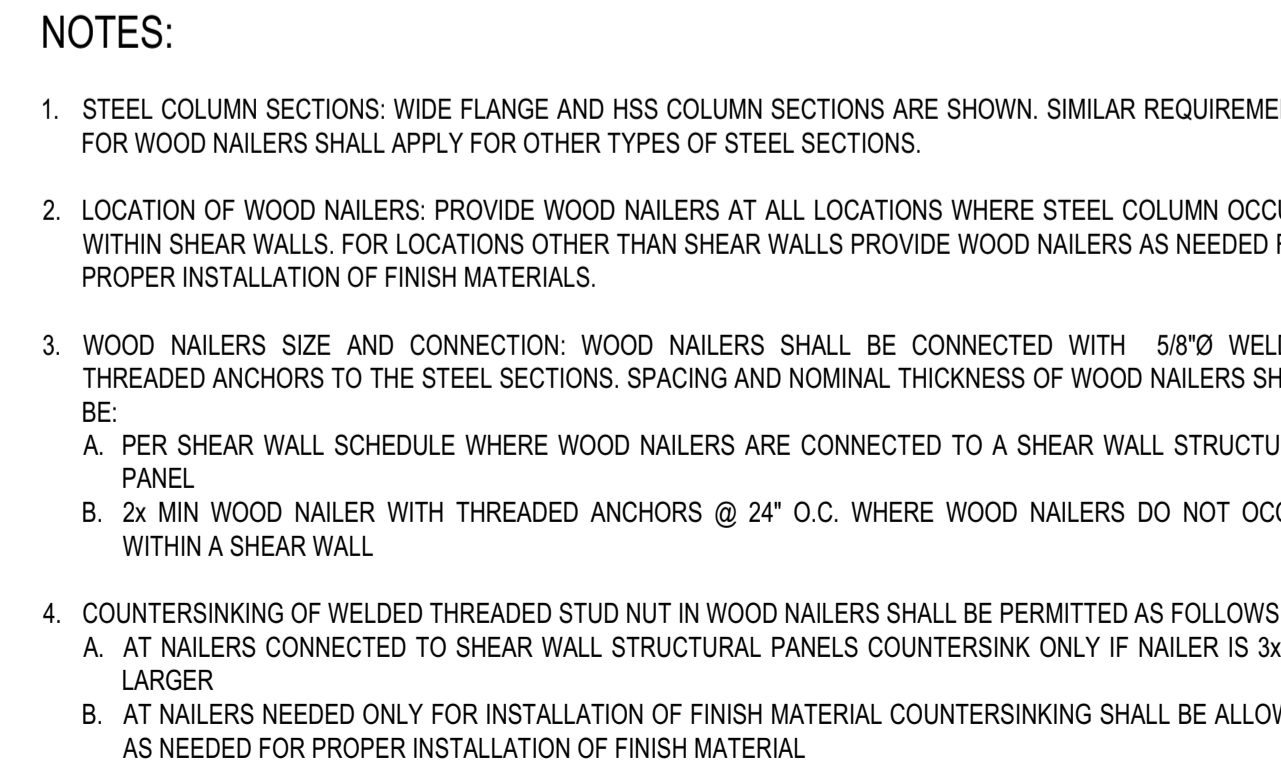 NOTES:
1. STEEL COLUMN SECTIONS: WIDE FLANGE AND HSS COLUMN SECTIONS ARE SHOWN. SIMILAR
FOR WOOD NAILERS SHALL APPLY FOR OTHER TYPES OF STEEL SECTIONS.
2. LOCATION OF WOOD NAILERS: PROVIDE WOOD NAILERS AT ALL LOCATIONS WHERE STEEL COLUMN
WITHIN SHEAR WALLS. FOR LOCATIONS OTHER THAN SHEAR WALLS PROVIDE WOOD NAILERS AS NEEDED
PROPER INSTALLATION OF FINISH MATERIALS.
3. WOOD NAILERS SIZE AND CONNECTION: WOOD NAILERS SHALL BE CONNECTED WITH 5/8"Ø
THREADED ANCHORS TO THE STEEL SECTIONS. SPACING AND NOMINAL THICKNESS OF WOOD NAILERS
BE:
A. PER SHEAR WALL SCHEDULE WHERE WOOD NAILERS ARE CONNECTED TO A SHEAR WALL
PANEL
B. 2x MIN WOOD NAILER WITH THREADED ANCHORS @ 24" O.C. WHERE WOOD NAILERS DO NOT
WITHIN A SHEAR WALL
4. COUNTERSINKING OF WELDED THREADED STUD NUT IN WOOD NAILERS SHALL BE PERMITTED AS FOLLOWS
A. AT NAILERS CONNECTED TO SHEAR WALL STRUCTURAL PANELS COUNTERSINK ONLY IF NAILER IS 3x
LARGER
B. AT NAILERS NEEDED ONLY FOR INSTALLATION OF FINISH MATERIAL COUNTERSINKING SHALL BE
AS NEEDED FOR PROPER INSTALLATION OF FINISH MATERIAL